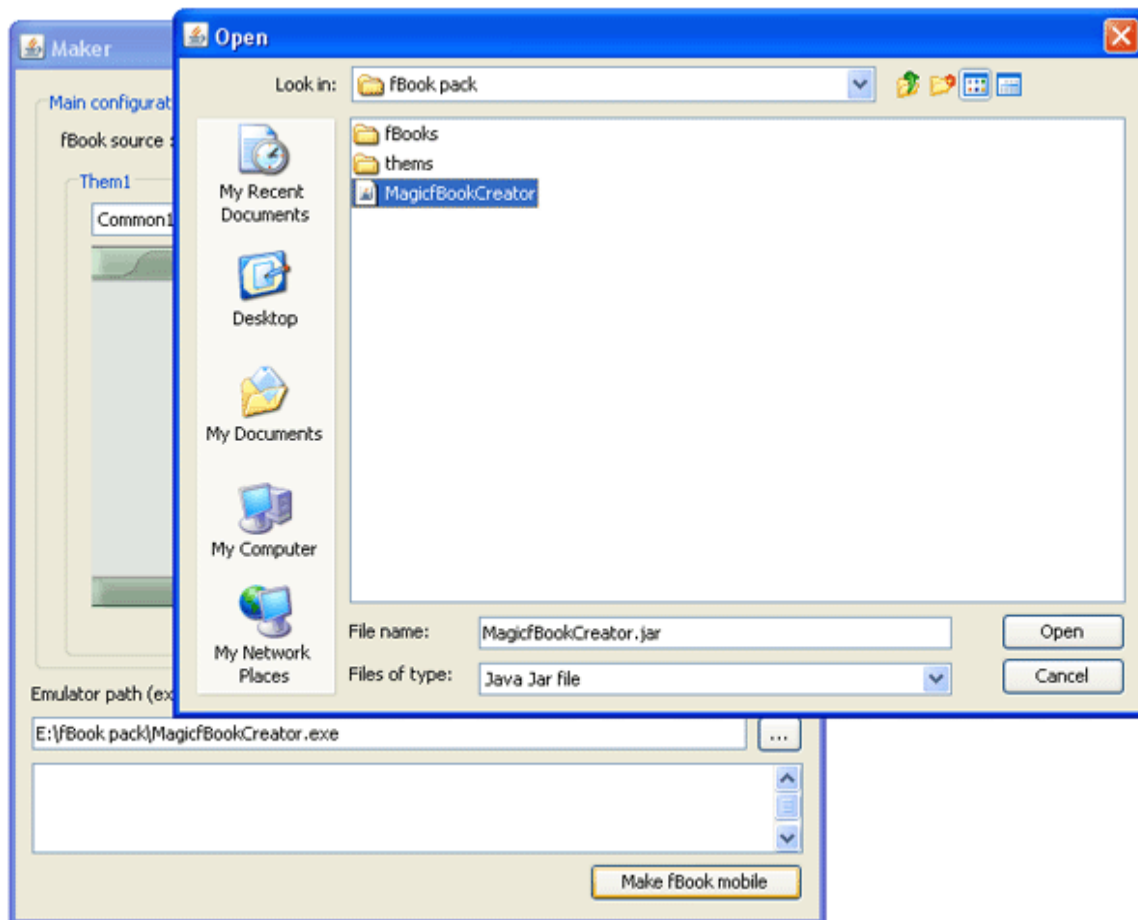 Maker
Open
Look in:
fBook pack
Main configurat
fBook source :
Them1
Common1
My Recent
Documents
Desktop
My Documents
My Computer
My Network
Places
fBooks
thems
MagicfBookCreator
File name:
MagicfBookCreator.jar
Open
Files of type:
Java Jar file
Cancel
Emulator path (ex
E:\fBook pack\MagicfBookCreator.exe
...
Make fBook mobile